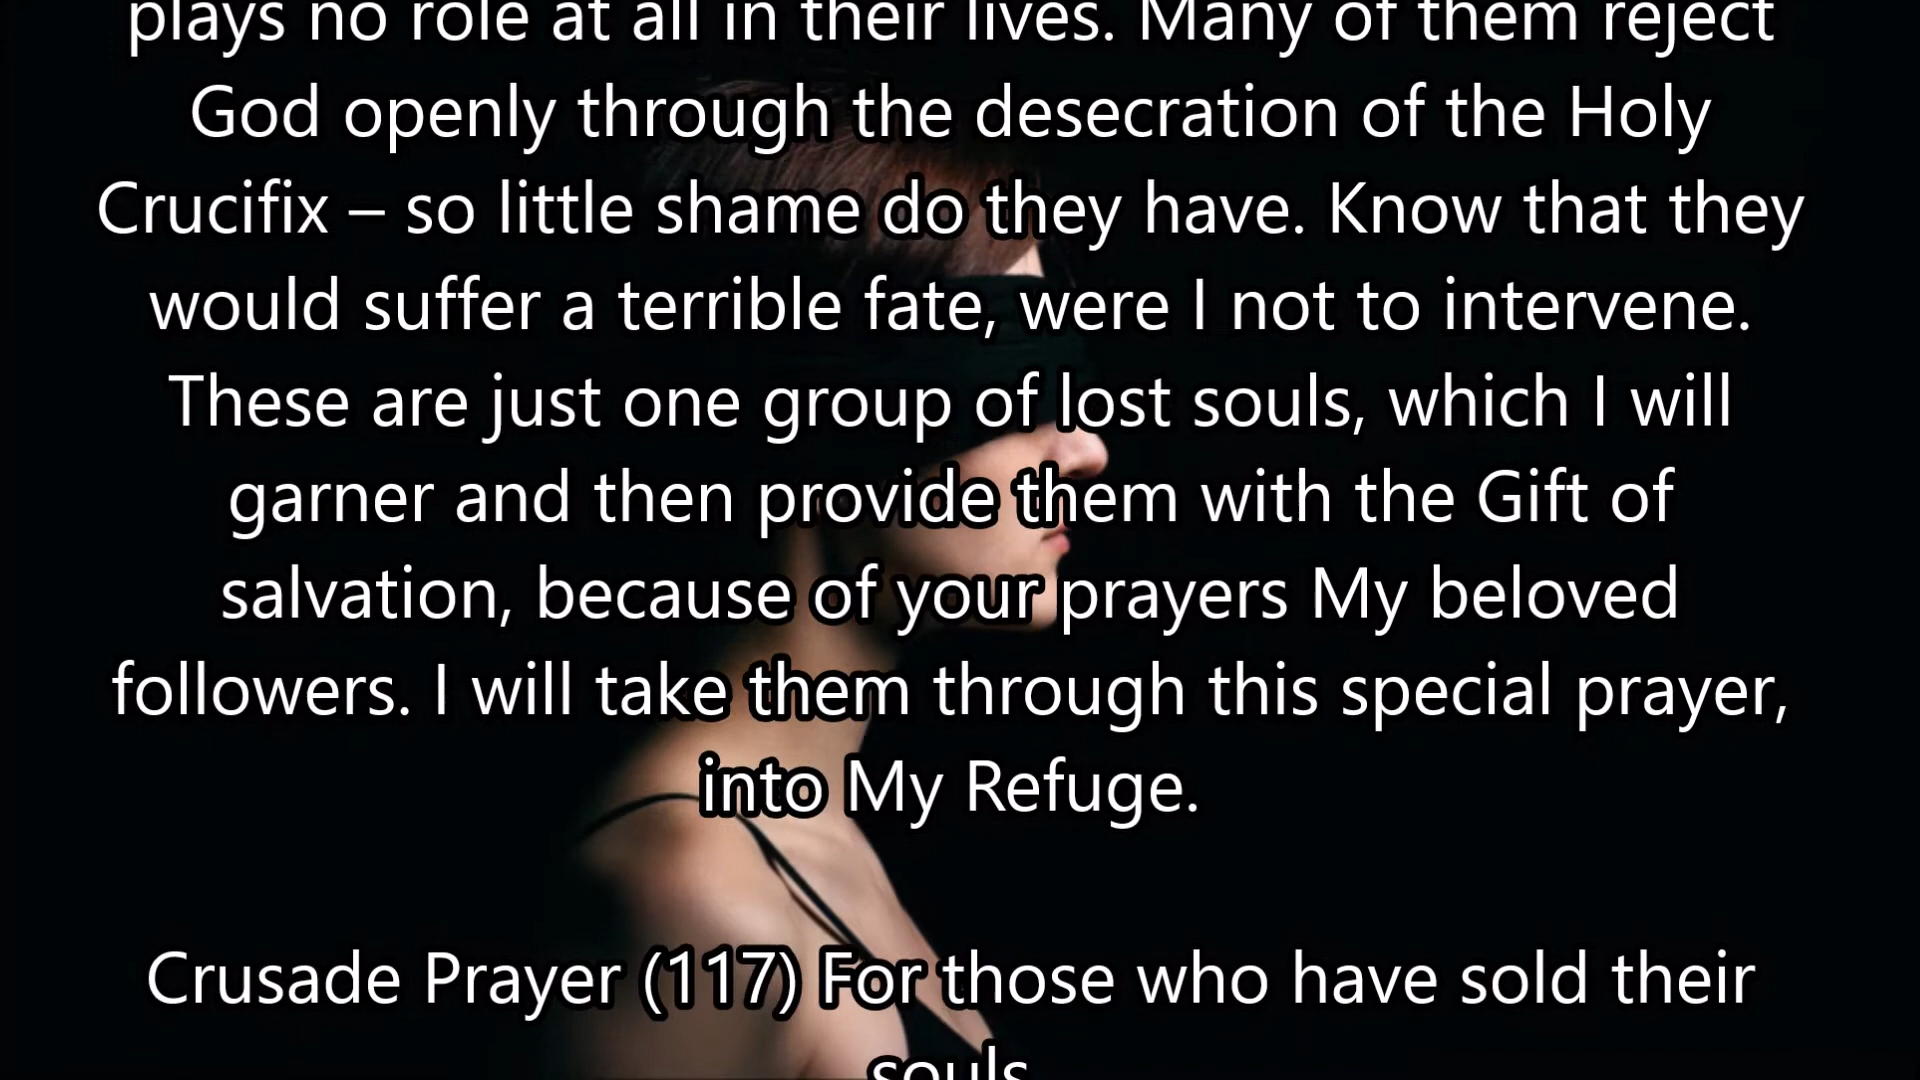 plays no role at all in their lives. Many of them reject
God openly through the desecration of the Holy
Crucifix – so little shame do they have. Know that they
would suffer a terrible fate, were I not to intervene.
These are just one group of lost souls, which I will
garner and then provide them with the Gift of
salvation, because of your prayers My beloved
followers. I will take them through this special prayer,
into My Refuge.
Crusade Prayer (117) For those who have sold their
souls